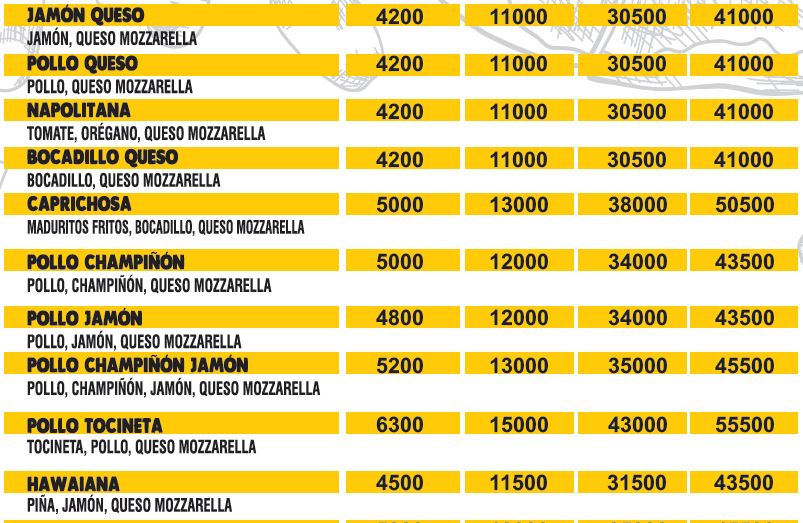 JAMÓN QUESO 4200 11000 30500 41000
JAMÓN, QUESO MOZZARELLA
POLLO QUESO 4200 11000 30500 41000
POLLO, QUESO MOZZARELLA
NAPOLITANA 4200 11000 30500 41000
TOMATE, ORÉGANO, QUESO MOZZARELLA
BOCADILLO QUESO 4200 11000 30500 41000
BOCADILLO, QUESO MOZZARELLA
CAPRICHOSA 5000 13000 38000 50500
MADURITOS FRITOS, BOCADILLO, QUESO MOZZARELLA
POLLO CHAMPIÑÓN 5000 12000 34000 43500
POLLO, CHAMPIÑÓN, QUESO MOZZARELLA
POLLO JAMÓN 4800 12000 34000 43500
POLLO, JAMÓN, QUESO MOZZARELLA
POLLO CHAMPIÑÓN JAMÓN 5200 13000 35000 45500
POLLO, CHAMPIÑÓN, JAMÓN, QUESO MOZZARELLA
POLLO TOCINETA 6300 15000 43000 55500
TOCINETA, POLLO, QUESO MOZZARELLA
HAWAIANA 4500 11500 31500 43500
PIÑA, JAMÓN, QUESO MOZZARELLA